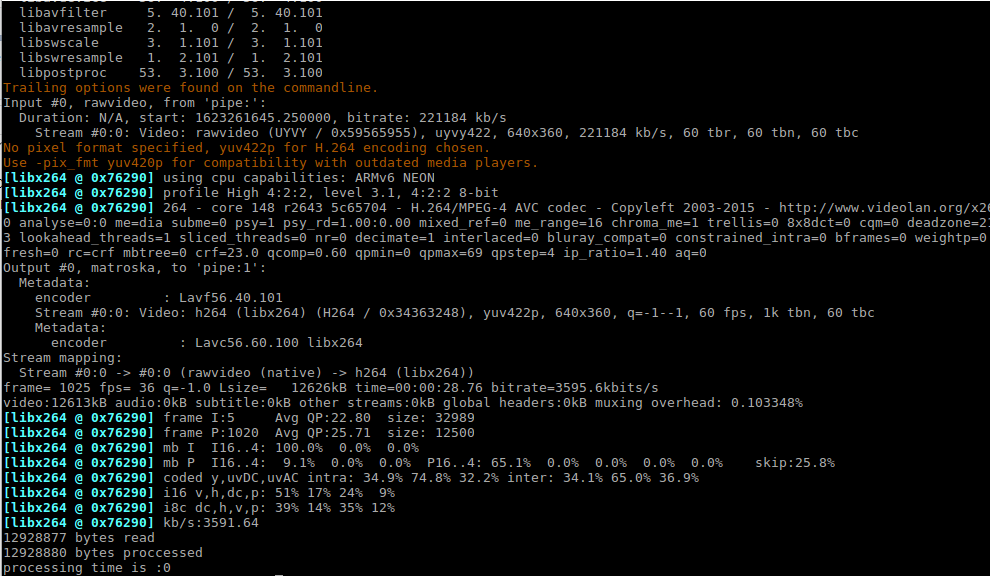 libavfilter     5. 40.101 /  5. 40.101
libavresample   2.  1.  0 /  2.  1.  0
libswscale      3.  1.101 /  3.  1.101
libswresample   1.  2.101 /  1.  2.101
libpostproc    53.  3.100 / 53.  3.100
Trailing options were found on the commandline.
Input #0, rawvideo, from 'pipe:':
Duration: N/A, start: 1623261645.250000, bitrate: 221184 kb/s
Stream #0:0: Video: rawvideo (UYVY / 0x59565955), uyvy422, 640x360, 221184 kb/s, 60 tbr, 60 tbn, 60 tbc
No pixel format specified, yuv422p for H.264 encoding chosen.
Use -pix_fmt yuv420p for compatibility with outdated media players.
[libx264 @ 0x76290] using cpu capabilities: ARMv6 NEON
[libx264 @ 0x76290] profile High 4:2:2, level 3.1, 4:2:2 8-bit
[libx264 @ 0x76290] 264 - core 148 r2643 5c65704 - H.264/MPEG-4 AVC codec - Copyleft 2003-2015 - http://www.videolan.org/x26
0 analyse=0:0 me=dia subme=0 psy=1 psy_rd=1.00:0.00 mixed_ref=0 me_range=16 chroma_me=1 trellis=0 8x8dct=0 cqm=0 deadzone=21
3 lookahead_threads=1 sliced_threads=0 nr=0 decimate=1 interlaced=0 bluray_compat=0 constrained_intra=0 bframes=0 weightp=0
fresh=0 rc=crf mbtree=0 crf=23.0 qcomp=0.60 qpmin=0 qpmax=69 qpstep=4 ip_ratio=1.40 aq=0
Output #0, matroska, to 'pipe:1':
Metadata:
encoder         : Lavf56.40.101
Stream #0:0: Video: h264 (libx264) (H264 / 0x34363248), yuv422p, 640x360, q=-1--1, 60 fps, 1k tbn, 60 tbc
Metadata:
encoder         : Lavc56.60.100 libx264
Stream mapping:
Stream #0:0 -> #0:0 (rawvideo (native) -> h264 (libx264))
frame= 1025 fps= 36 q=-1.0 Lsize=   12626kB time=00:00:28.76 bitrate=3595.6kbits/s
video:12613kB audio:0kB subtitle:0kB other streams:0kB global headers:0kB muxing overhead: 0.103348%
[libx264 @ 0x76290] frame I:5     Avg QP:22.80  size: 32989
[libx264 @ 0x76290] frame P:1020  Avg QP:25.71  size: 12500
[libx264 @ 0x76290] mb I  I16..4: 100.0%  0.0%  0.0%
[libx264 @ 0x76290] mb P  I16..4:  9.1%  0.0%  0.0%  P16..4: 65.1%  0.0%  0.0%  0.0%  0.0%    skip:25.8%
[libx264 @ 0x76290] coded y,uvDC,uvAC intra: 34.9% 74.8% 32.2% inter: 34.1% 65.0% 36.9%
[libx264 @ 0x76290] i16 v,h,dc,p: 51% 17% 24%  9%
[libx264 @ 0x76290] i8c dc,h,v,p: 39% 14% 35% 12%
[libx264 @ 0x76290] kb/s:3591.64
12928877 bytes read
12928880 bytes proccessed
processing time is :0